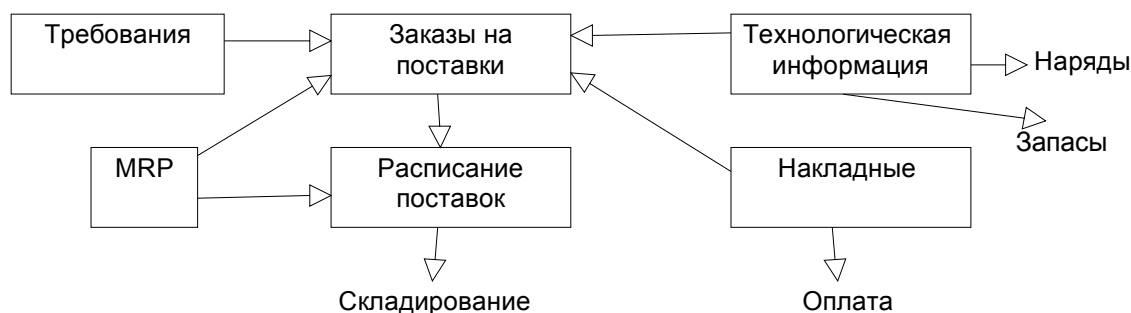 Требования
Заказы на
поставки
Технологическая
информация
Наряды
Запасы
MRP
Расписание
поставок
Накладные
Складирование
Оплата